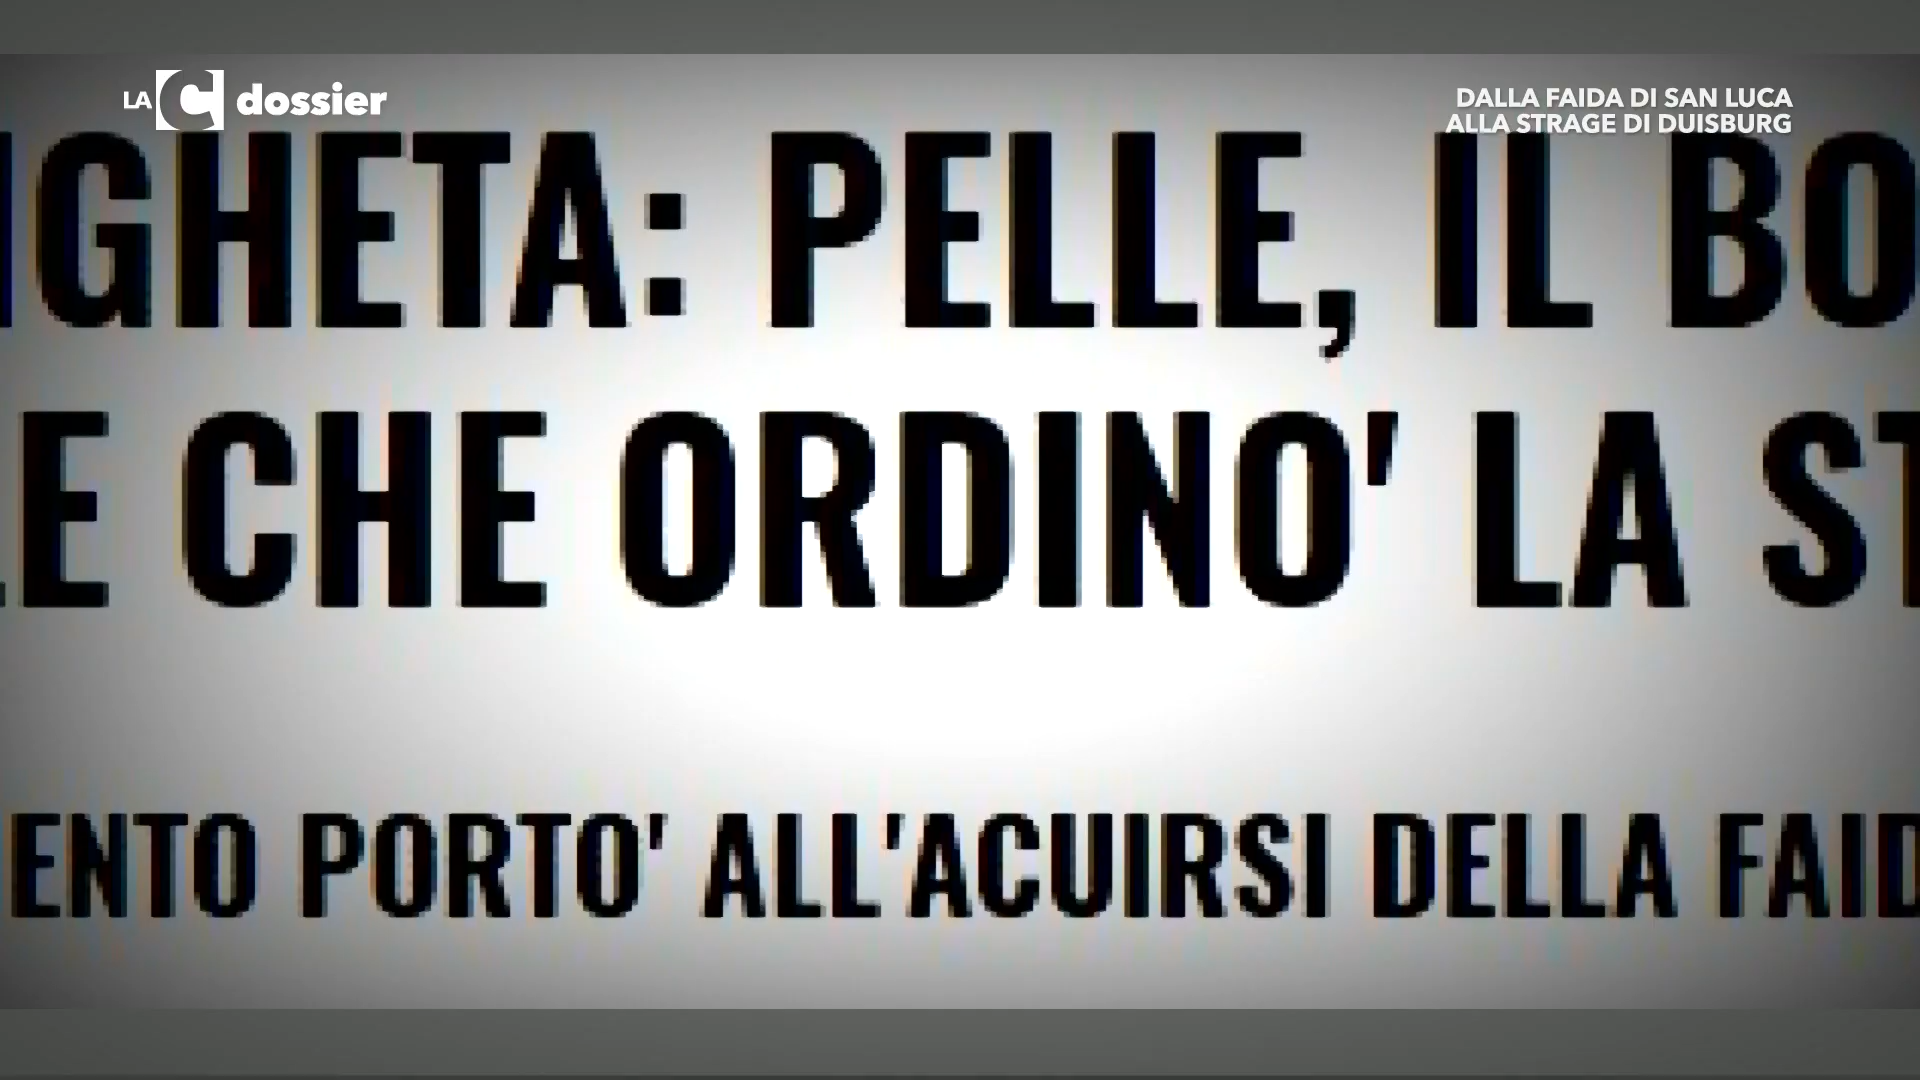 LA C dossier
DALLA FAIDA DI SAN LUCA
ALLA STRAGE DI DUISBURG
GHETA: PELLE, IL BO
LE CHE ORDINO' LA ST
ENTO PORTO' ALL'ACUIRSI DELLA FAID